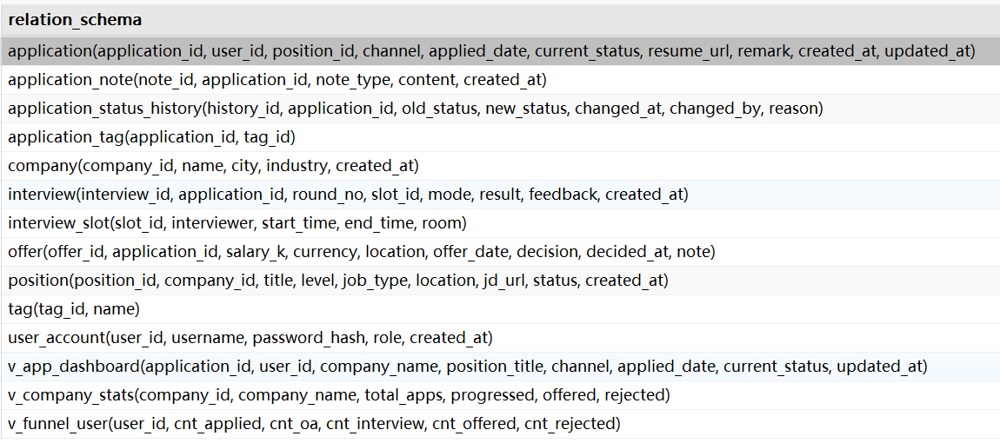 relation_schema
application(application_id, user_id, position_id, channel, applied_date, current_status, resume_url, remark, created_at, updated_at)
application_note(note_id, application_id, note_type, content, created_at)
application_status_history(history_id, application_id, old_status, new_status, changed_at, changed_by, reason)
application_tag(application_id, tag_id)
company(company_id, name, city, industry, created_at)
interview(interview_id, application_id, round_no, slot_id, mode, result, feedback, created_at)
interview_slot(slot_id, interviewer, start_time, end_time, room)
offer(offer_id, application_id, salary_k, currency, location, offer_date, decision, decided_at, note)
position(position_id, company_id, title, level, job_type, location, jd_url, status, created_at)
tag(tag_id, name)
user_account(user_id, username, password_hash, role, created_at)
v_app_dashboard(application_id, user_id, company_name, position_title, channel, applied_date, current_status, updated_at)
v_company_stats(company_id, company_name, total_apps, progressed, offered, rejected)
v_funnel_user(user_id, cnt_applied, cnt_oa, cnt_interview, cnt_offered, cnt_rejected)